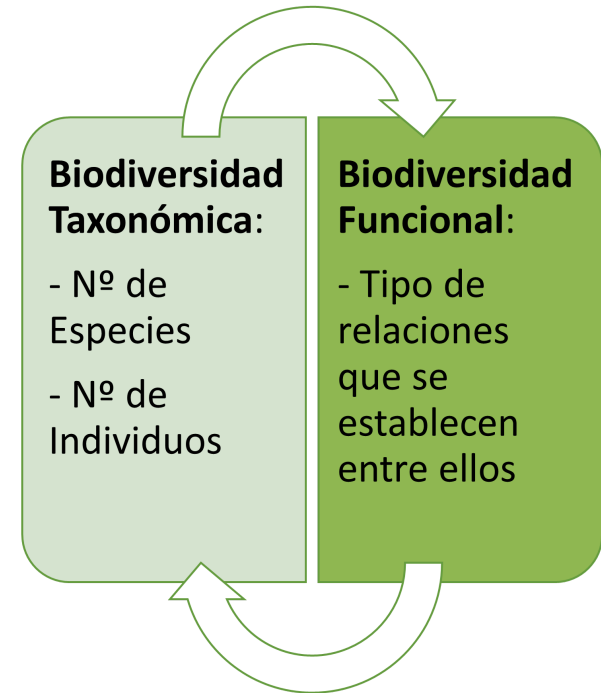 Biodiversidad
Taxonómica:
- Nº de
Especies
- Nº de
Individuos
Biodiversidad
Funcional:
- Tipo de
relaciones
que se
establecen
entre ellos